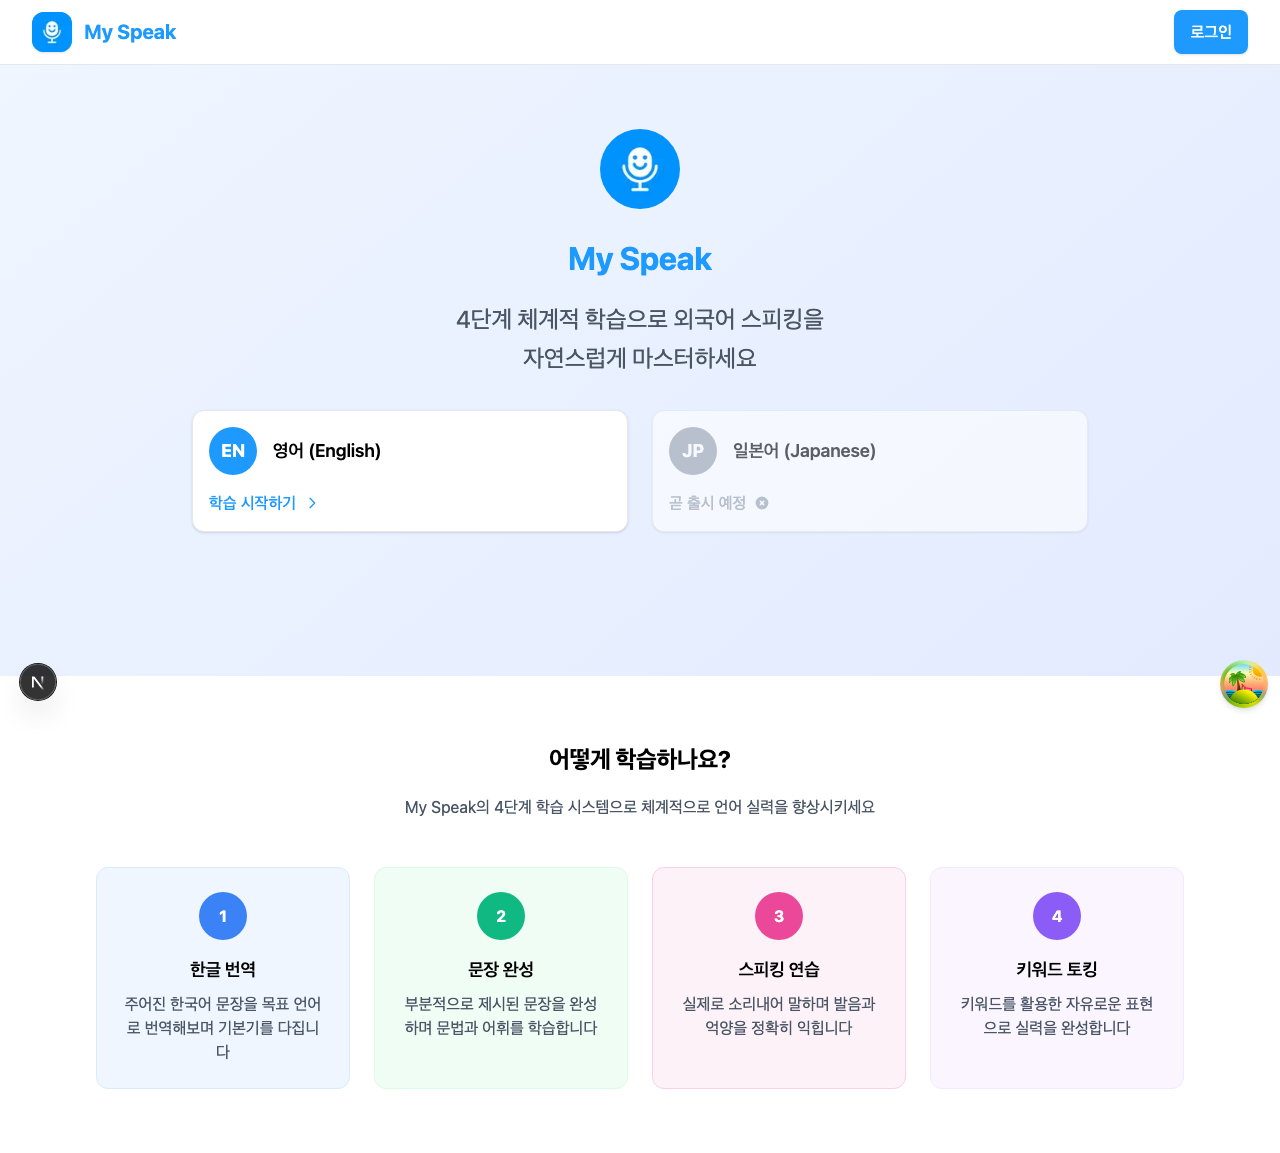 My Speak
로그인
My Speak
4단계 체계적 학습으로 외국어 스피킹을
자연스럽게 마스터하세요
EN
영어 (English)
학습 시작하기
JP
일본어 (Japanese)
곧 출시 예정
N
어떻게 학습하나요?
My Speak의 4단계 학습 시스템으로 체계적으로 언어 실력을 향상시키세요
1
한글 번역
주어진 한국어 문장을 목표 언어
로 번역해보며 기본기를 다집니
다
2
문장 완성
부분적으로 제시된 문장을 완성
하며 문법과 어휘를 학습합니다
3
스피킹 연습
실제로 소리내어 말하며 발음과
억양을 정확히 익힙니다
4
키워드 토킹
키워드를 활용한 자유로운 표현
으로 실력을 완성합니다